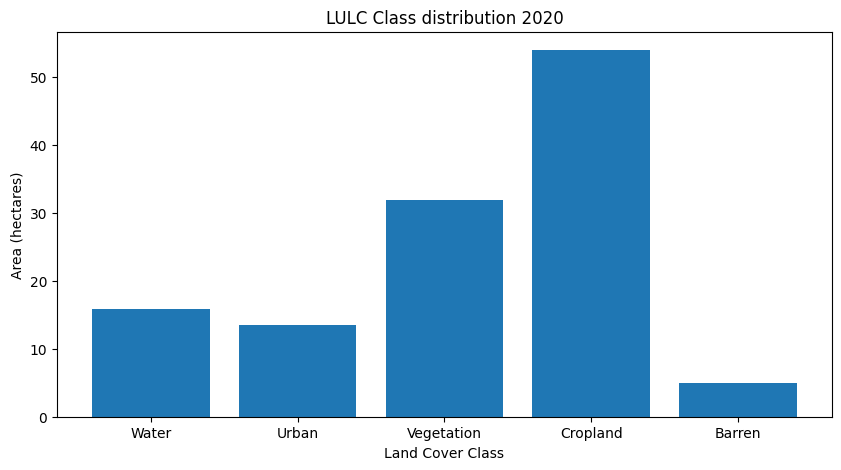 LULC Class distribution 2020
Area (hectares)
50
40
30
20
10
0
Water Urban Vegetation Cropland Barren
Land Cover Class